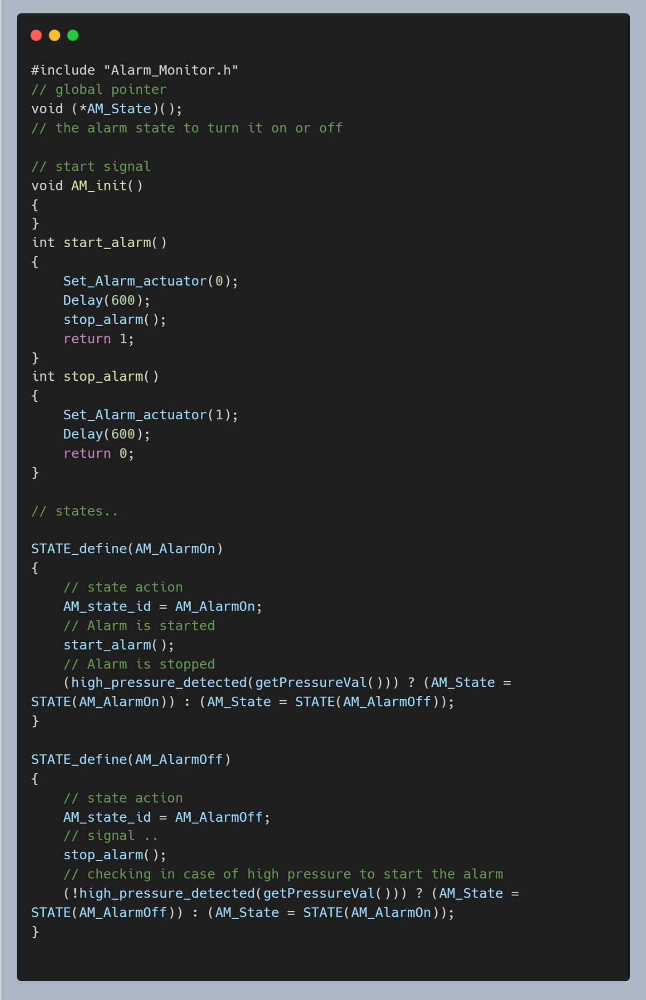 #include "Alarm_Monitor.h"
// global pointer
void (*AM_State)();
// the alarm state to turn it on or off

// start signal
void AM_init()
{
}
int start_alarm()
{
    Set_Alarm_actuator(0);
    Delay(600);
    stop_alarm();
    return 1;
}
int stop_alarm()
{
    Set_Alarm_actuator(1);
    Delay(600);
    return 0;
}

// states..

STATE_define(AM_AlarmOn)
{
    // state action
    AM_state_id = AM_AlarmOn;
    // Alarm is started
    start_alarm();
    // Alarm is stopped
    (high_pressure_detected(getPressureVal())) ? (AM_State =
STATE(AM_AlarmOn)) : (AM_State = STATE(AM_AlarmOff));
}

STATE_define(AM_AlarmOff)
{
    // state action
    AM_state_id = AM_AlarmOff;
    // signal ..
    stop_alarm();
    // checking in case of high pressure to start the alarm
    (!high_pressure_detected(getPressureVal())) ? (AM_State =
STATE(AM_AlarmOff)) : (AM_State = STATE(AM_AlarmOn));
}